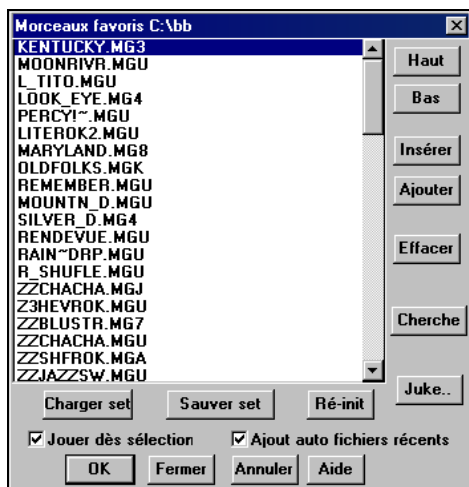 Morceaux favoris C:\bb
KENTUCKY.MG3
MOONRIVR.MGU
L_TITO.MGU
LOOK_EYE.MG4
PERCY!~.MGU
LITEROK2.MGU
MARYLAND.MG8
OLDFOLKS.MGK
REMEMBER.MGU
MOUNTN_D.MGU
SILVER_D.MG4
RENDEVUE.MGU
RAIN~DRP.MGU
R_SHUFLE.MGU
ZZCHACHA.MGJ
Z3HEVROK.MGU
ZZBLUSTR.MG7
ZZCHACHA.MGU
ZZSHFROK.MGA
ZZJAZZSW.MGU
Haut
Bas
Insérer
Ajouter
Effacer
Cherche
Juke..
Charger set Sauver set Ré-init
Jouer dès sélection Ajout auto fichiers récents
OK Fermer Annuler Aide